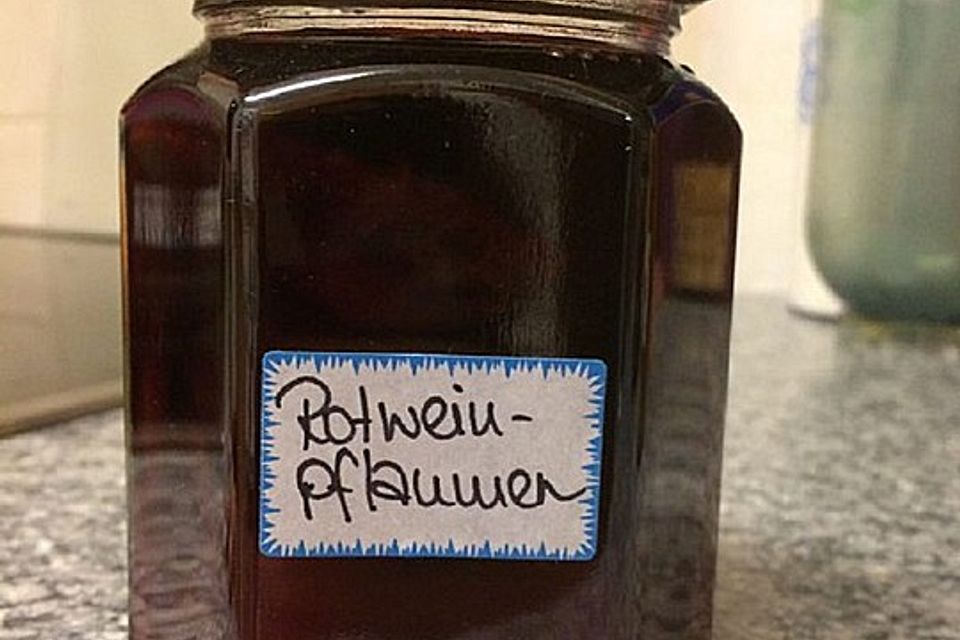 Rotwein-
pflaumen